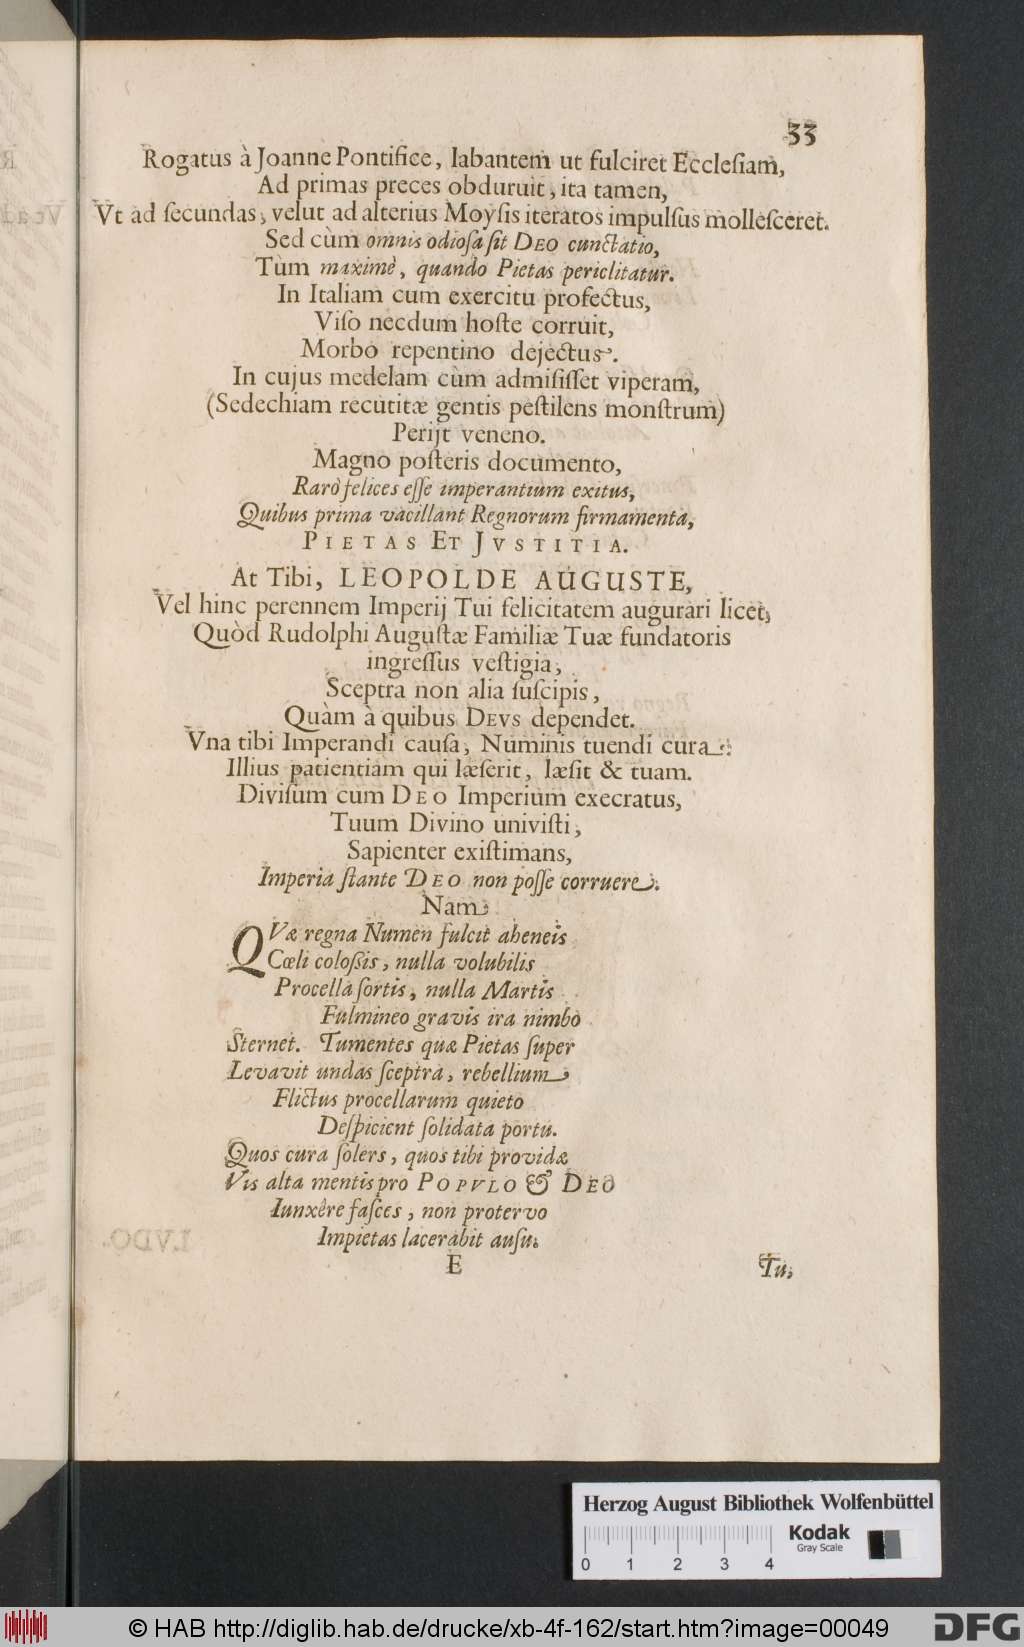 33
Rogatus à Joanne Pontifice, labantem ut fulciret Eccleſiam,
Ad primas preces obduruit, ita tamen,
Vt ad ſecundas, velut ad alterius Moyſis iteratos impulſus molleſceret.
Sed cùm omnis odioſa ſit DEO cunctatio,
Tùm maximè, quando Pietas periclitatur.
In Italiam cum exercitu profectus,
Viſo necdum hoſte corruit,
Morbo repentino dejectus.
In cujus medelam cùm admiſiſſet viperam,
(Sedechiam recutitæ gentis peſtilens monſtrum)
Perijt veneno.
Magno poſteris documento,
Rarò felices eſſe imperantium exitus,
Quibus prima vacillant Regnorum firmamenta,
PIETAS ET JVSTITIA.
At Tibi, LEOPOLDE AUGUSTE,
Vel hinc perennem Imperij Tui felicitatem augurari licet,
Quòd Rudolphi Auguſtæ Familiæ Tuæ fundatoris
ingreſſus veſtigia,
Sceptra non alia ſuſcipis,
Quàm à quibus DEVS dependet.
Vna tibi Imperandi cauſa, Numinis tuendi cura:
Illius patientiam qui læſerit, læſit & tuam.
Diviſum cum DEO Imperium execratus,
Tuum Divino univiſti,
Sapienter exiſtimans,
Imperia ſtante DEO non poſſe corruere.
Nam
QVæ regna Numen fulcit aheneis
Cœli coloßis, nulla volubilis
Procella ſortis, nulla Martis
Fulmineo gravis ira nimbo
Sternet. Tumentes quæ Pietas ſuper
Levavit undas ſceptra, rebellium
Flictus procellarum quieto
Deſpicient ſolidata portu.
Quos cura ſolers, quos tibi providæ
Vis alta mentis pro POPVLO & DEO
Iunxêre faſces, non protervo
Impietas lacerabit auſu.
E
Tu,
LVDO.
Herzog August Bibliothek Wolfenbüttel
Kodak
Gray Scale
0 1 2 3 4
© HAB http://diglib.hab.de/drucke/xb-4f-162/start.htm?image=00049
DFG